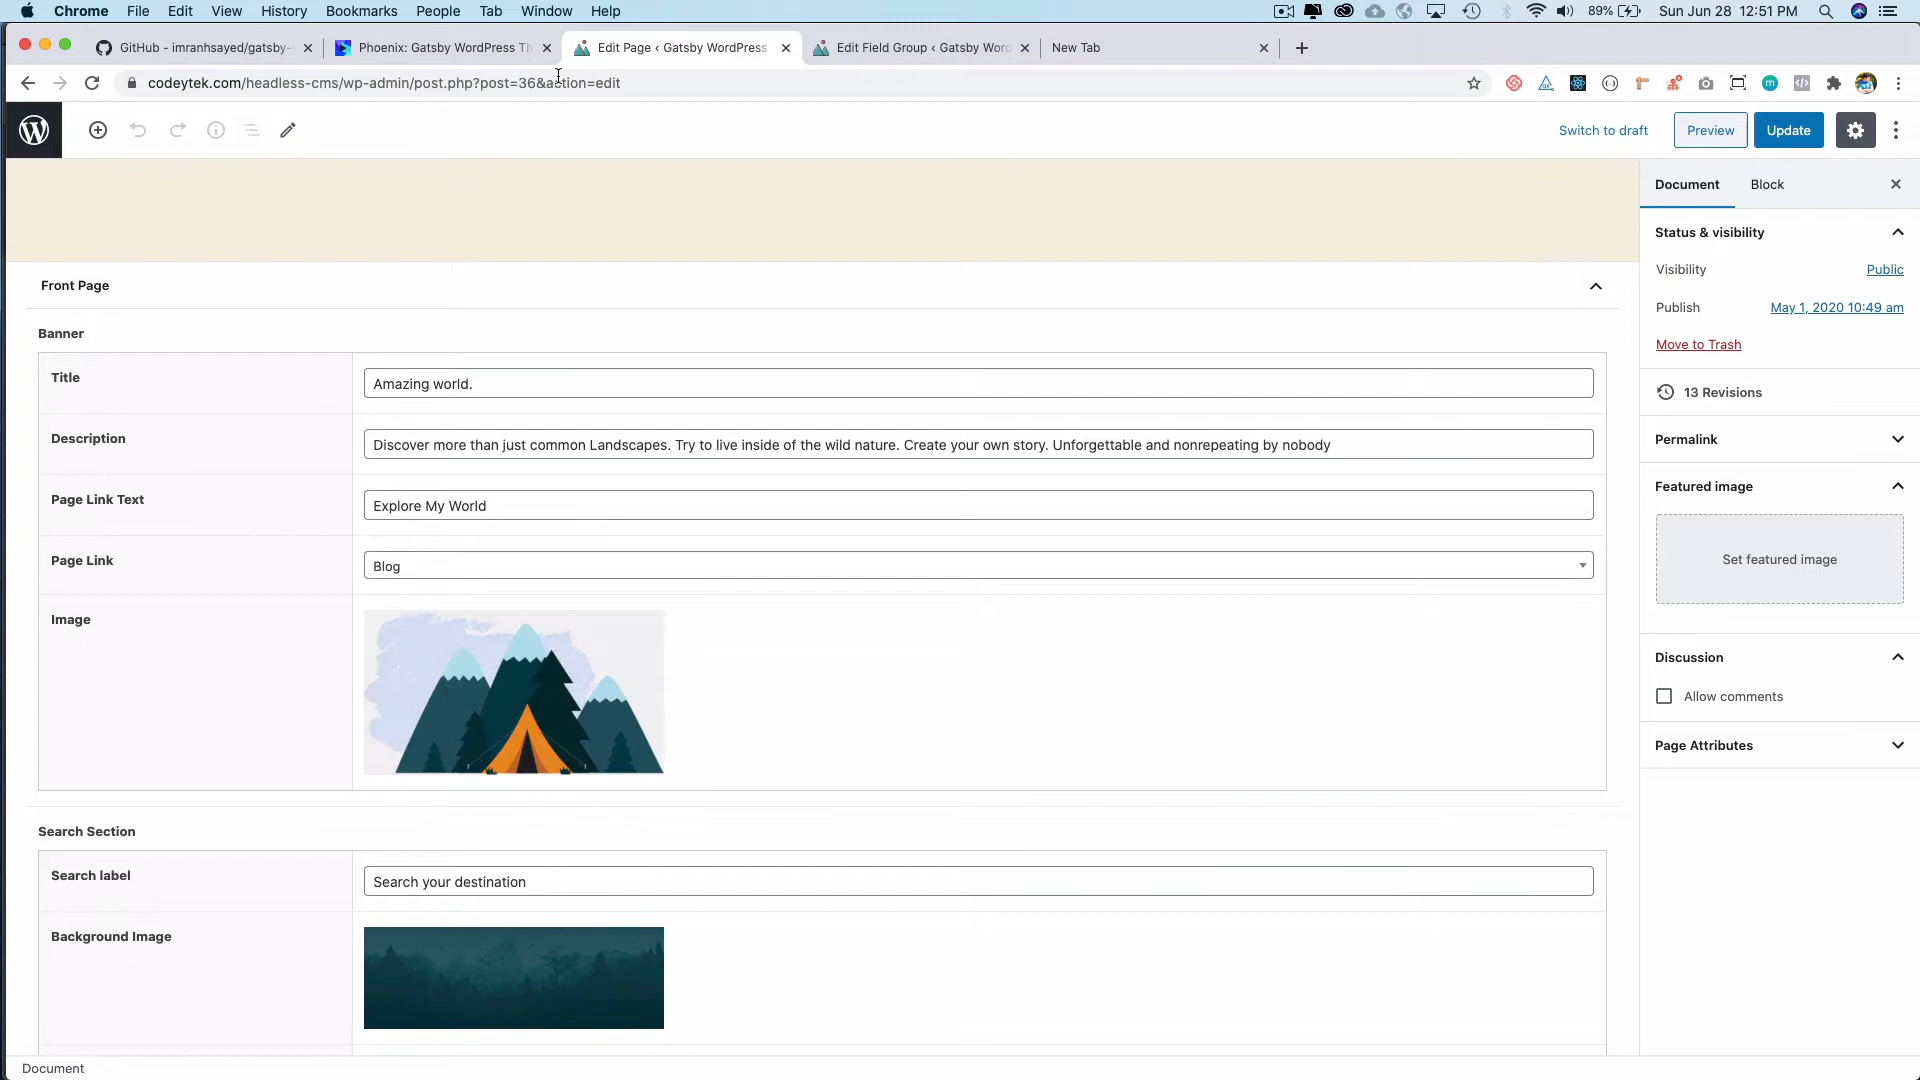 Chrome File Edit View History Bookmarks People Tab Window Help 89% Sun Jun 28 12:51 PM
GitHub - imranhsayed/gatsby- Phoenix: Gatsby WordPress Th Edit Page ‹ Gatsby WordPress Edit Field Group ‹ Gatsby Word New Tab
codeytek.com/headless-cms/wp-admin/post.php?post=36&action=edit
Switch to draft Preview Update
Document Block
Status & visibility
Visibility Public
Publish May 1, 2020 10:49 am
Move to Trash
13 Revisions
Permalink
Featured image
Set featured image
Discussion
Allow comments
Page Attributes
Front Page
Banner
Title Amazing world.
Description Discover more than just common Landscapes. Try to live inside of the wild nature. Create your own story. Unforgettable and nonrepeating by nobody
Page Link Text Explore My World
Page Link Blog
Image
Search Section
Search label Search your destination
Background Image
Document